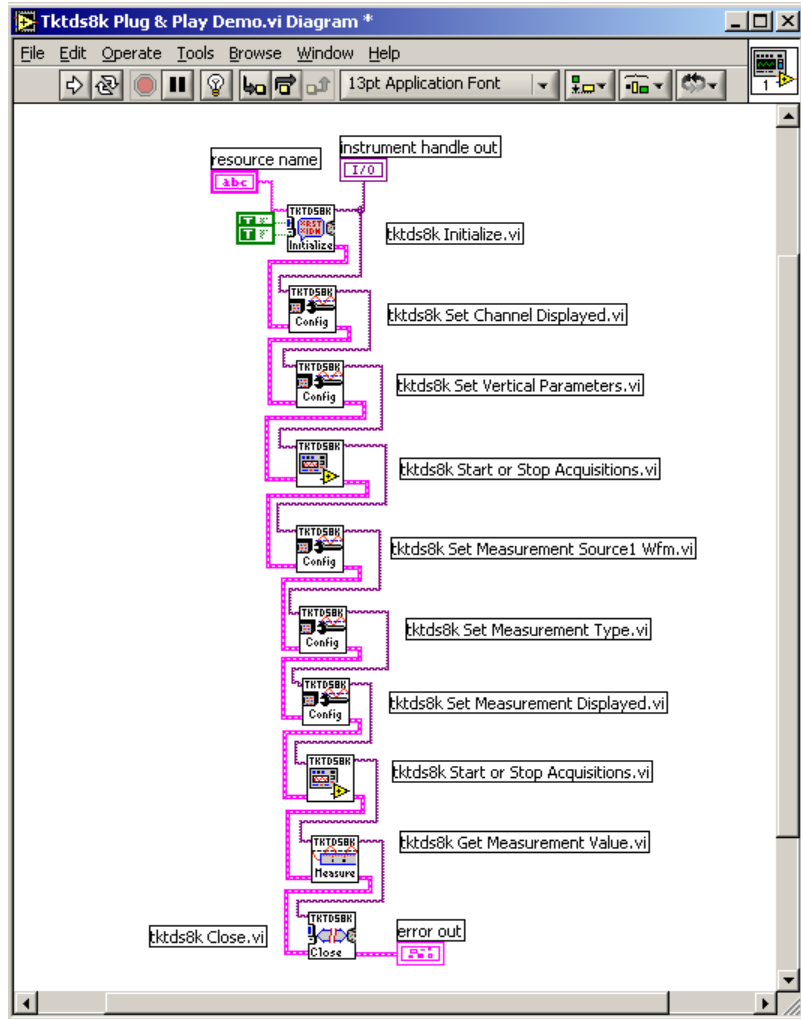 Tktds8k Plug & Play Demo.vi Diagram *
File Edit Operate Tools Browse Window Help
13pt Application Font
1
resource name
instrument handle out
abc
I/O
TKTDS8K
T
T
Initialize
tktds8k Initialize.vi
TKTDS8K
Config
tktds8k Set Channel Displayed.vi
TKTDS8K
Config
tktds8k Set Vertical Parameters.vi
TKTDS8K
tktds8k Start or Stop Acquisitions.vi
TKTDS8K
Config
tktds8k Set Measurement Source1 Wfm.vi
TKTDS8K
Config
tktds8k Set Measurement Type.vi
TKTDS8K
Config
tktds8k Set Measurement Displayed.vi
TKTDS8K
tktds8k Start or Stop Acquisitions.vi
TKTDS8K
Measure
tktds8k Get Measurement Value.vi
TKTDS8K
Close
tktds8k Close.vi
error out